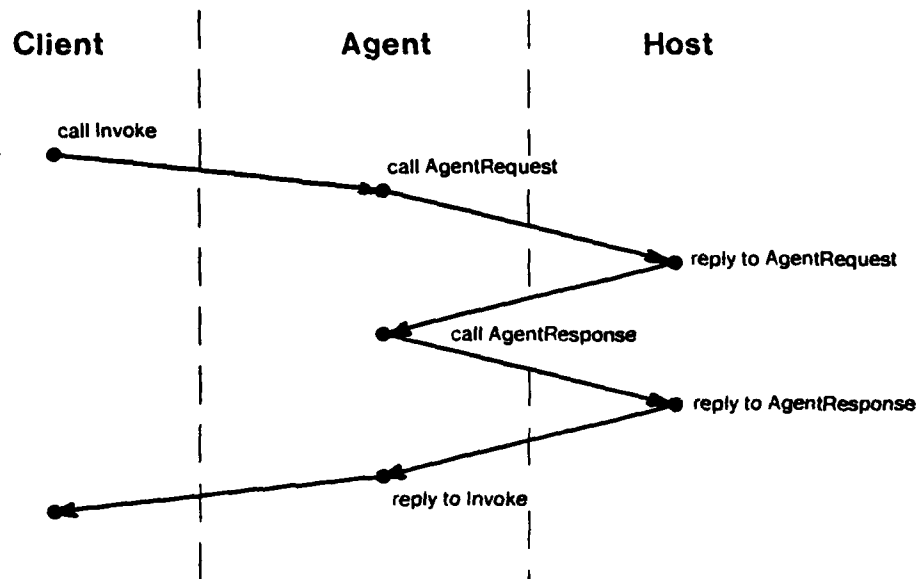 Client
Agent
Host
call Invoke
call AgentRequest
reply to AgentRequest
call AgentResponse
reply to AgentResponse
reply to Invoke